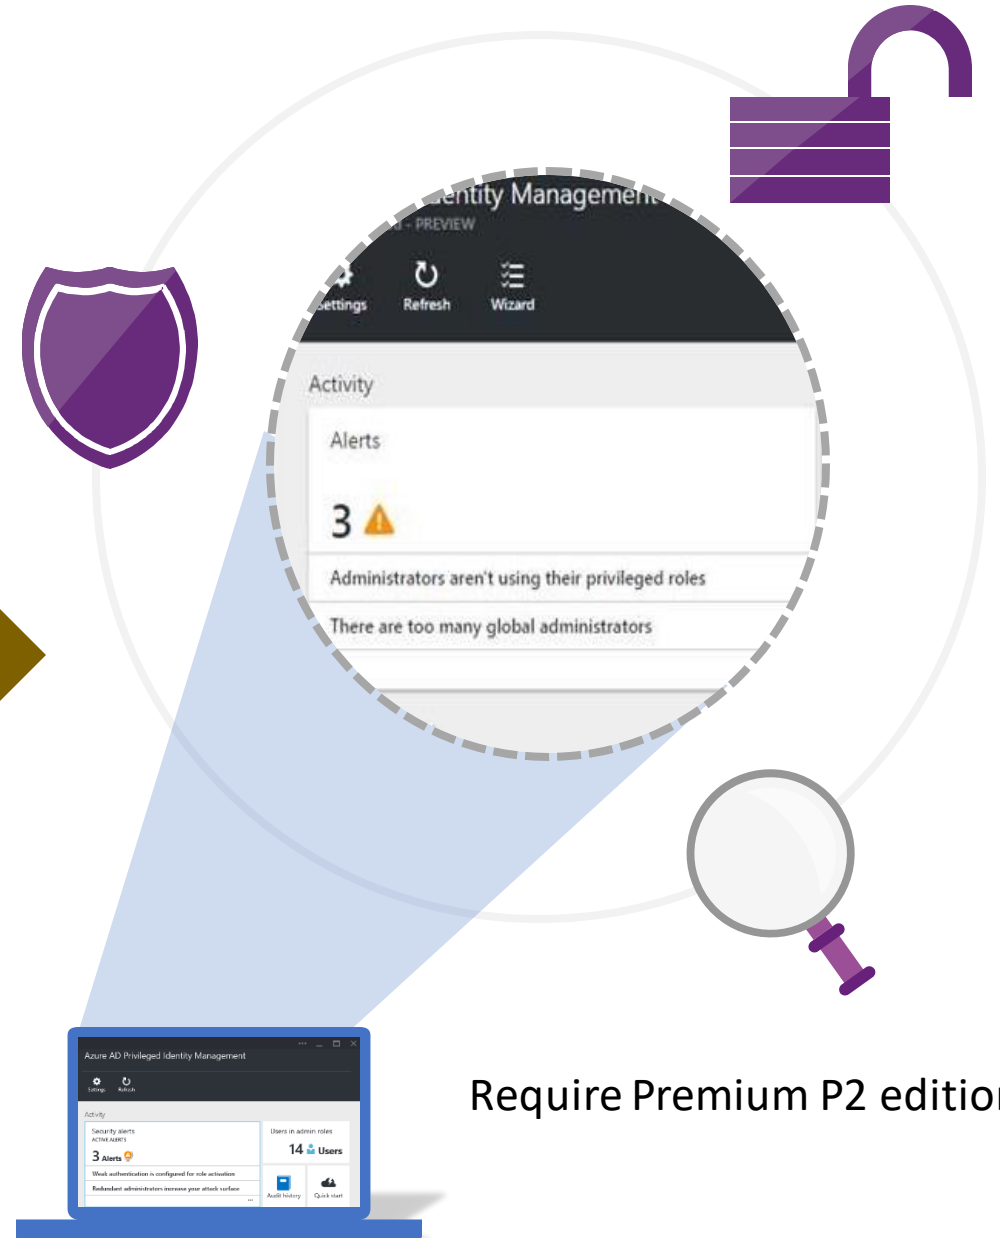 entity Management
d - PREVIEW
Settings Refresh Wizard
Activity
Alerts
3
Administrators aren't using their privileged roles
There are too many global administrators
Require Premium P2 edition
Azure AD Privileged Identity Management
Settings Refresh
Activity
Security alerts
ACTIVE ALERTS
3 Alerts
Weak authentication is configured for role activation
Redundant administrators increase your attack surface
...
Users in admin roles
14 Users
Audit history Quick start